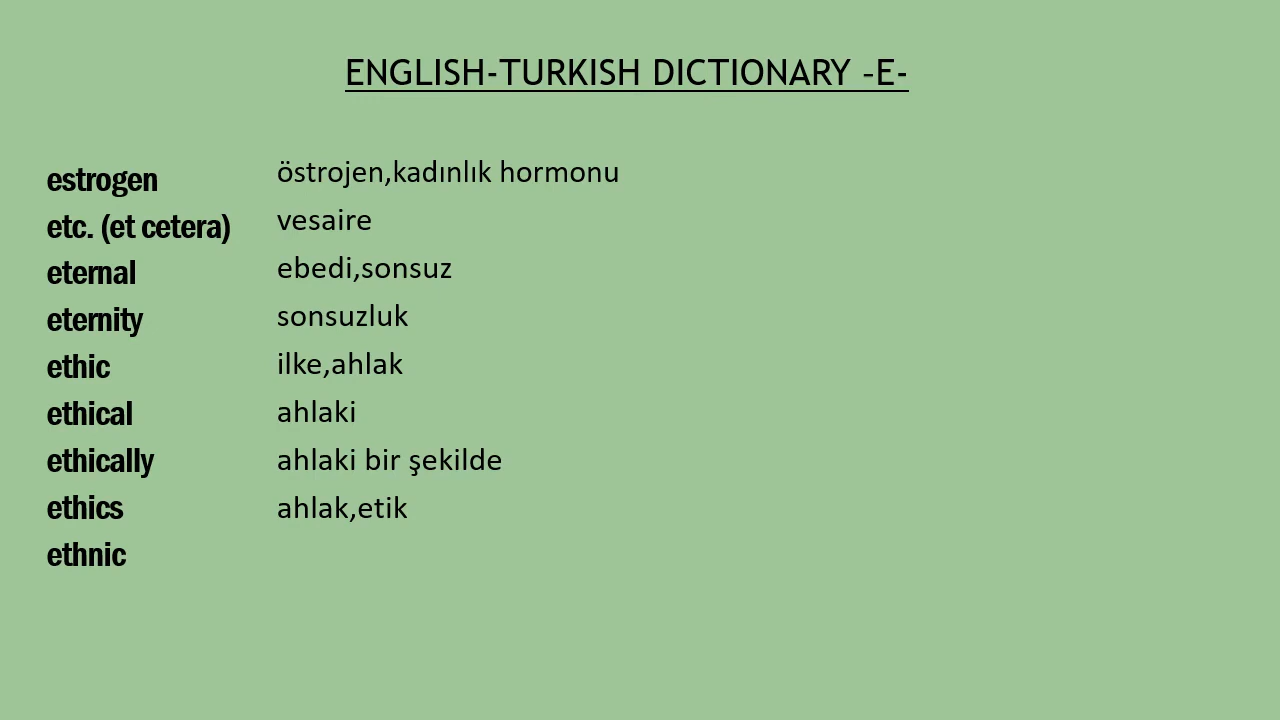 ENGLISH-TURKISH DICTIONARY –E-
estrogen östrojen,kadınlık hormonu
etc. (et cetera) vesaire
eternal ebedi,sonsuz
eternity sonsuzluk
ethic ilke,ahlak
ethical ahlaki
ethically ahlaki bir şekilde
ethics ahlak,etik
ethnic